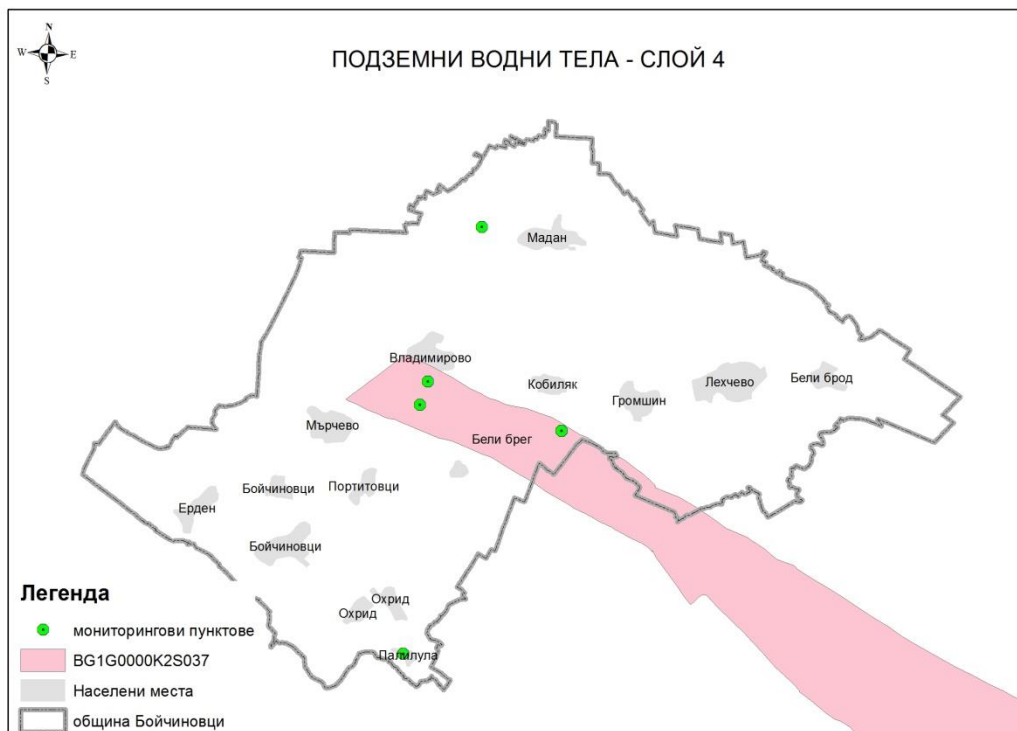 N
W
E
S
ПОДЗЕМНИ ВОДНИ ТЕЛА - СЛОЙ 4
Мадан
Владимирово
Кобиляк
Громшин
Лехчево
Бели брод
Мърчево
Бели брег
Бойчиновци
Портитовци
Ерден
Бойчиновци
Охрид
Охрид
Палилула
Легенда
мониторингови пунктове
BG1G0000K2S037
Населени места
община Бойчиновци